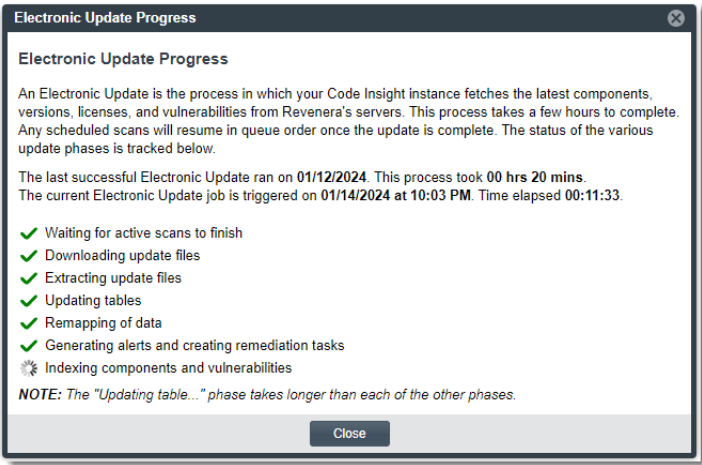 Electronic Update Progress
Electronic Update Progress
An Electronic Update is the process in which your Code Insight instance fetches the latest components,
versions, licenses, and vulnerabilities from Revenera's servers. This process takes a few hours to complete.
Any scheduled scans will resume in queue order once the update is complete. The status of the various
update phases is tracked below.
The last successful Electronic Update ran on 01/12/2024. This process took 00 hrs 20 mins.
The current Electronic Update job is triggered on 01/14/2024 at 10:03 PM. Time elapsed 00:11:33.
Waiting for active scans to finish
Downloading update files
Extracting update files
Updating tables
Remapping of data
Generating alerts and creating remediation tasks
Indexing components and vulnerabilities
NOTE: The "Updating table..." phase takes longer than each of the other phases.
Close